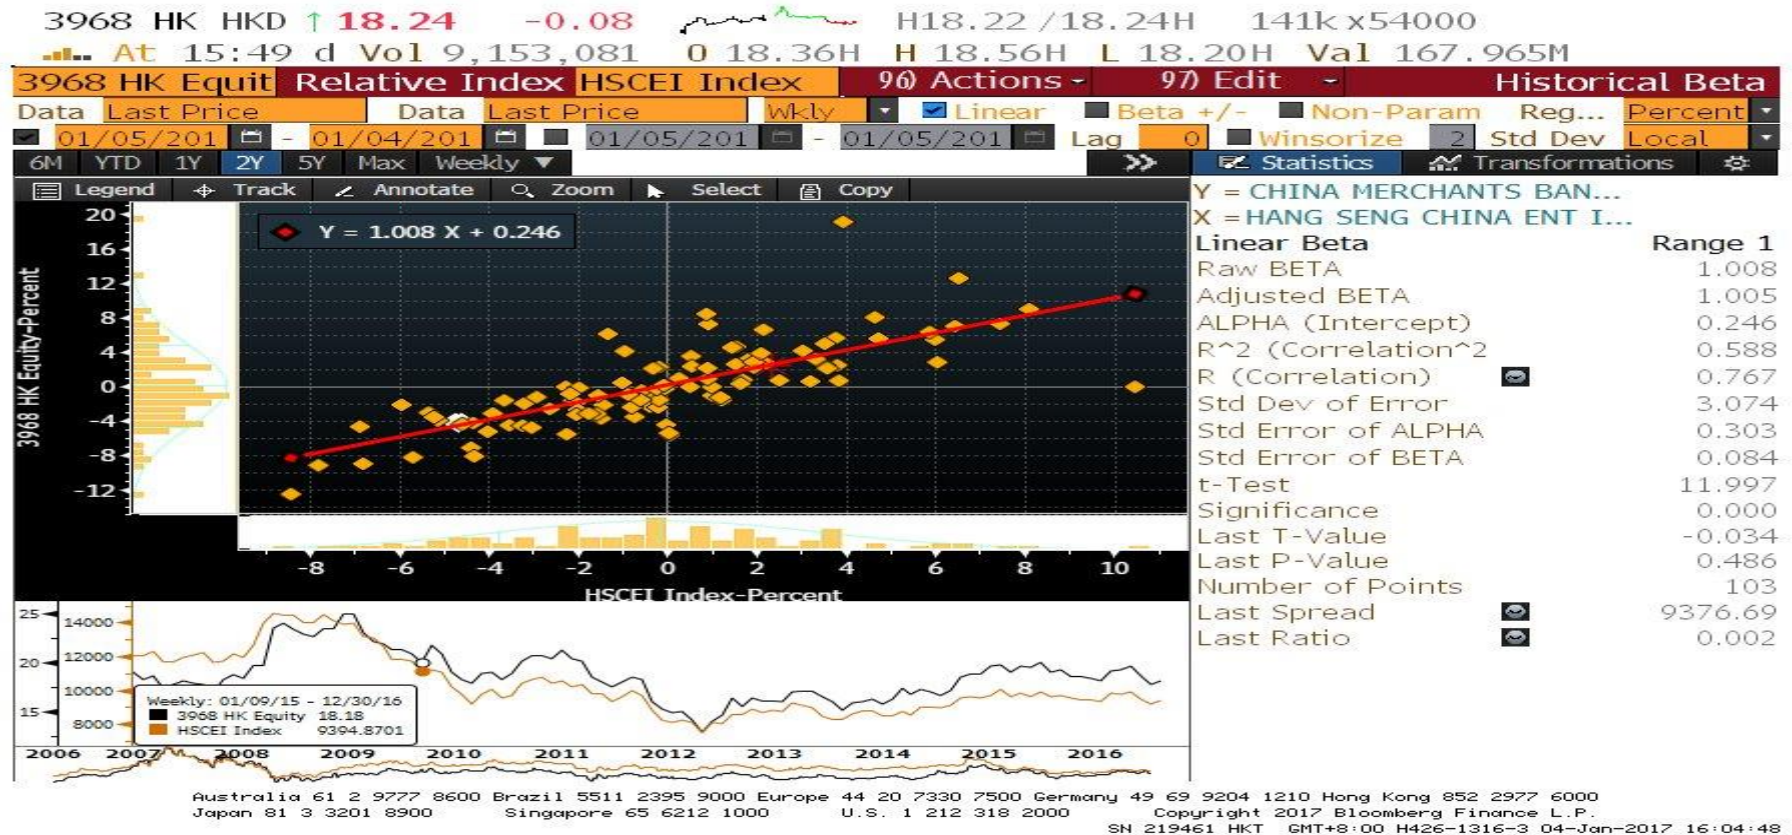 3968 HK HKD ↑ 18.24 -0.08 H18.22 /18.24H 141k x54000
At 15:49 d Vol 9,153,081 O 18.36H H 18.56H L 18.20H Val 167.965M
3968 HK Equit Relative Index HSCEI Index 96) Actions 97) Edit Historical Beta
Data Last Price Data Last Price Wkly Linear Beta +/- Non-Param Reg... Percent
01/05/201 - 01/04/201 01/05/201 - 01/05/201 Lag 0 Winsorize 2 Std Dev Local
6M YTD 1Y 2Y 5Y Max Weekly ▼ >> Statistics Transformations
Legend Track Annotate Zoom Select Copy
Y = CHINA MERCHANTS BAN...
X = HANG SENG CHINA ENT I...
Linear Beta Range 1
Raw BETA 1.008
Adjusted BETA 1.005
ALPHA (Intercept) 0.246
R^2 (Correlation^2 0.588
R (Correlation) 0.767
Std Dev of Error 3.074
Std Error of ALPHA 0.303
Std Error of BETA 0.084
t-Test 11.997
Significance 0.000
Last T-Value -0.034
Last P-Value 0.486
Number of Points 103
Last Spread 9376.69
Last Ratio 0.002
Y = 1.008 X + 0.246
3968 HK Equity-Percent
20
16
12
8
4
0
-4
-8
-12
-8 -6 -4 -2 0 2 4 6 8 10
HSCEI Index-Percent
25
20
15
14000
12000
10000
8000
Weekly: 01/09/15 - 12/30/16
3968 HK Equity 18.18
HSCEI Index 9394.8701
2006 2007 2008 2009 2010 2011 2012 2013 2014 2015 2016
Australia 61 2 9777 8600 Brazil 5511 2395 9000 Europe 44 20 7330 7500 Germany 49 69 9204 1210 Hong Kong 852 2977 6000
Japan 81 3 3201 8900 Singapore 65 6212 1000 U.S. 1 212 318 2000 Copyright 2017 Bloomberg Finance L.P.
SN 219461 HKT GMT+8:00 H426-1316-3 04-Jan-2017 16:04:48